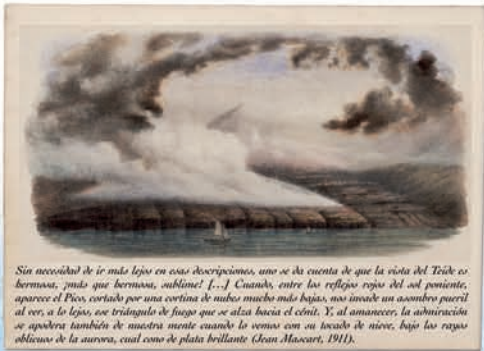 Sin necesidad de ir más lejos en esas descripciones, uno se da cuenta de que la vista del Teide es
hermosa, ¡más que hermosa, sublime! [...] Cuando, entre los reflejos rojos del sol poniente,
aparece el Pico, cortado por una cortina de nubes mucho más bajas, nos invade un asombro pueril
al ver, a lo lejos, ese triángulo de fuego que se alza hacia el cénit. Y, al amanecer, la admiración
se apodera también de nuestra mente cuando lo vemos con su tocado de nieve, bajo los rayos
oblicuos de la aurora, cual cono de plata brillante (Jean Mascart, 1911).